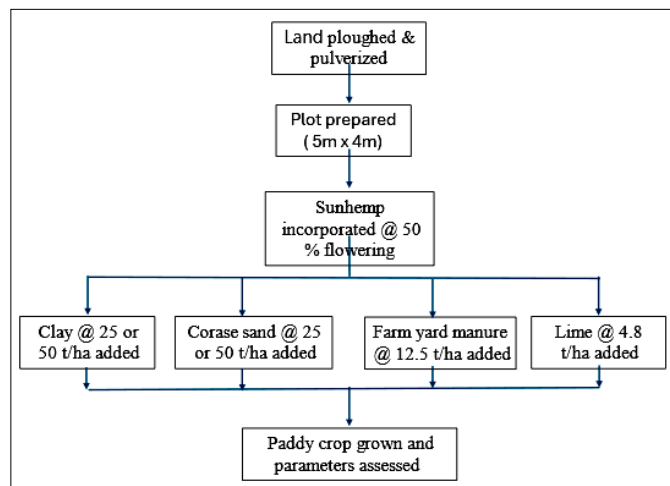 Land ploughed &
pulverized
Plot prepared
( 5m x 4m)
Sunhemp
incorporated @ 50
% flowering
Clay @ 25 or
50 t/ha added
Corase sand @ 25
or 50 t/ha added
Farm yard manure
@ 12.5 t/ha added
Lime @ 4.8
t/ha added
Paddy crop grown and
parameters assessed